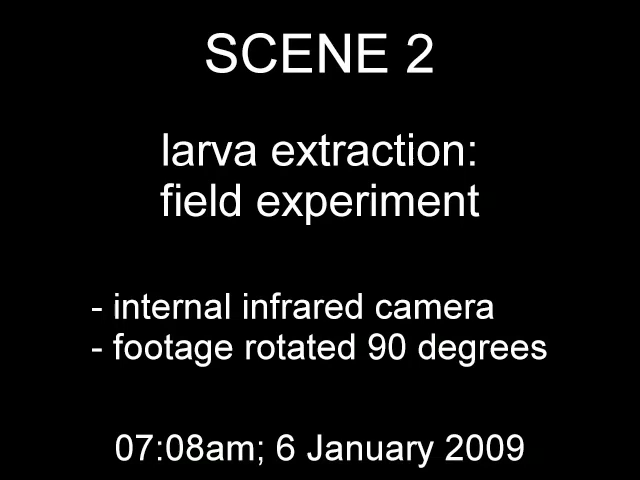 SCENE 2
larva extraction:
field experiment
- internal infrared camera
- footage rotated 90 degrees
07:08am; 6 January 2009